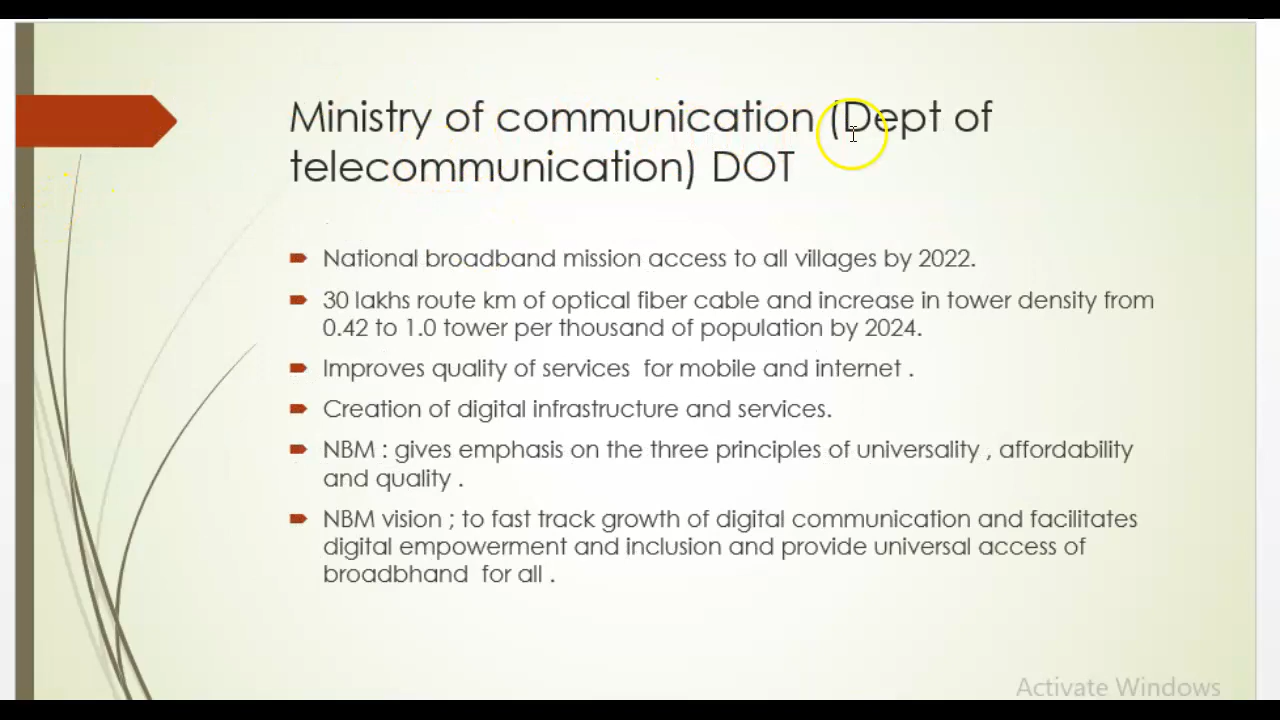 Ministry of communication (Dept of
telecommunication) DOT
National broadband mission access to all villages by 2022.
30 lakhs route km of optical fiber cable and increase in tower density from
0.42 to 1.0 tower per thousand of population by 2024.
Improves quality of services  for mobile and internet .
Creation of digital infrastructure and services.
NBM : gives emphasis on the three principles of universality , affordability
and quality .
NBM vision ; to fast track growth of digital communication and facilitates
digital empowerment and inclusion and provide universal access of
broadbhand  for all .
Activate Windows